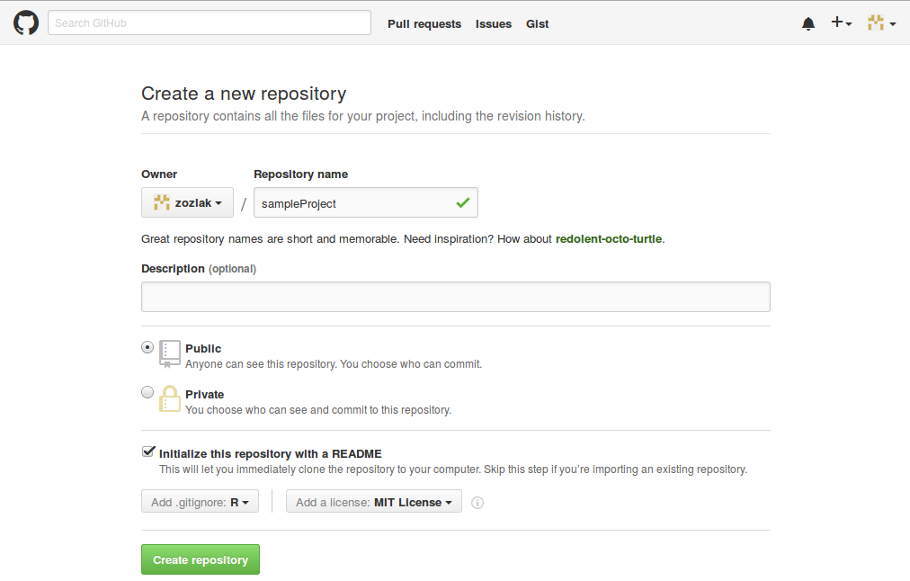 Search GitHub
Pull requests Issues Gist
Create a new repository
A repository contains all the files for your project, including the revision history.
Owner Repository name
zozlak / sampleProject
Great repository names are short and memorable. Need inspiration? How about redolent-octo-turtle.
Description (optional)
Public
Anyone can see this repository. You choose who can commit.
Private
You choose who can see and commit to this repository.
Initialize this repository with a README
This will let you immediately clone the repository to your computer. Skip this step if you're importing an existing repository.
Add .gitignore: R Add a license: MIT License
Create repository